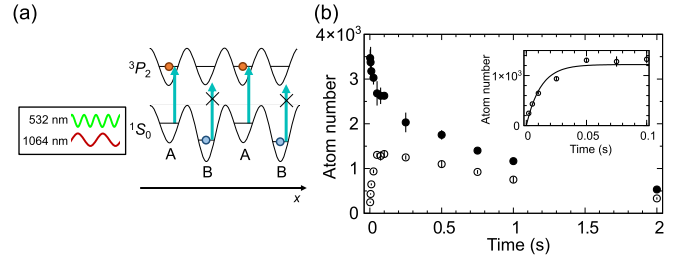 (a)
³P₂
¹S₀
532 nm
1064 nm
A
B
A
B
x
(b)
4×10³
3
2
1
0
Atom number
0
0.5
1
1.5
2
Time (s)
1×10³
0
Atom number
0
0.05
0.1
Time (s)